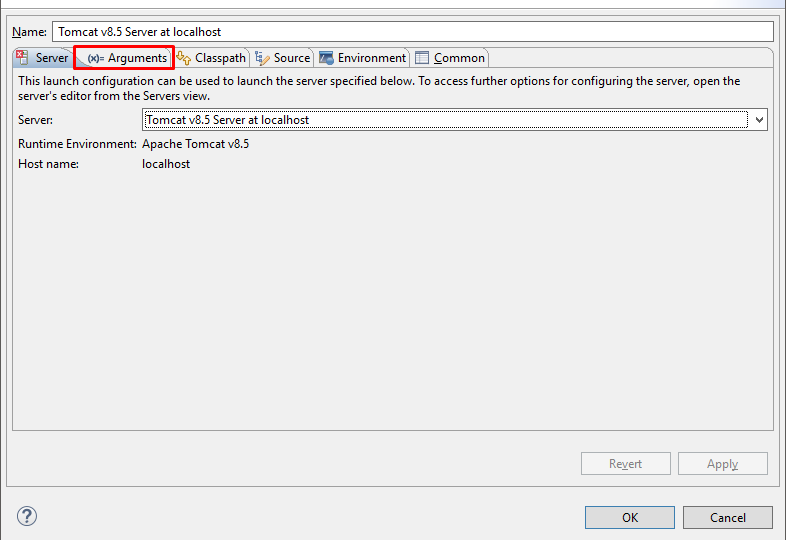 Name: Tomcat v8.5 Server at localhost
Server (x)= Arguments Classpath Source Environment Common
This launch configuration can be used to launch the server specified below. To access further options for configuring the server, open the
server's editor from the Servers view.
Server: Tomcat v8.5 Server at localhost
Runtime Environment: Apache Tomcat v8.5
Host name: localhost
Revert Apply
? OK Cancel